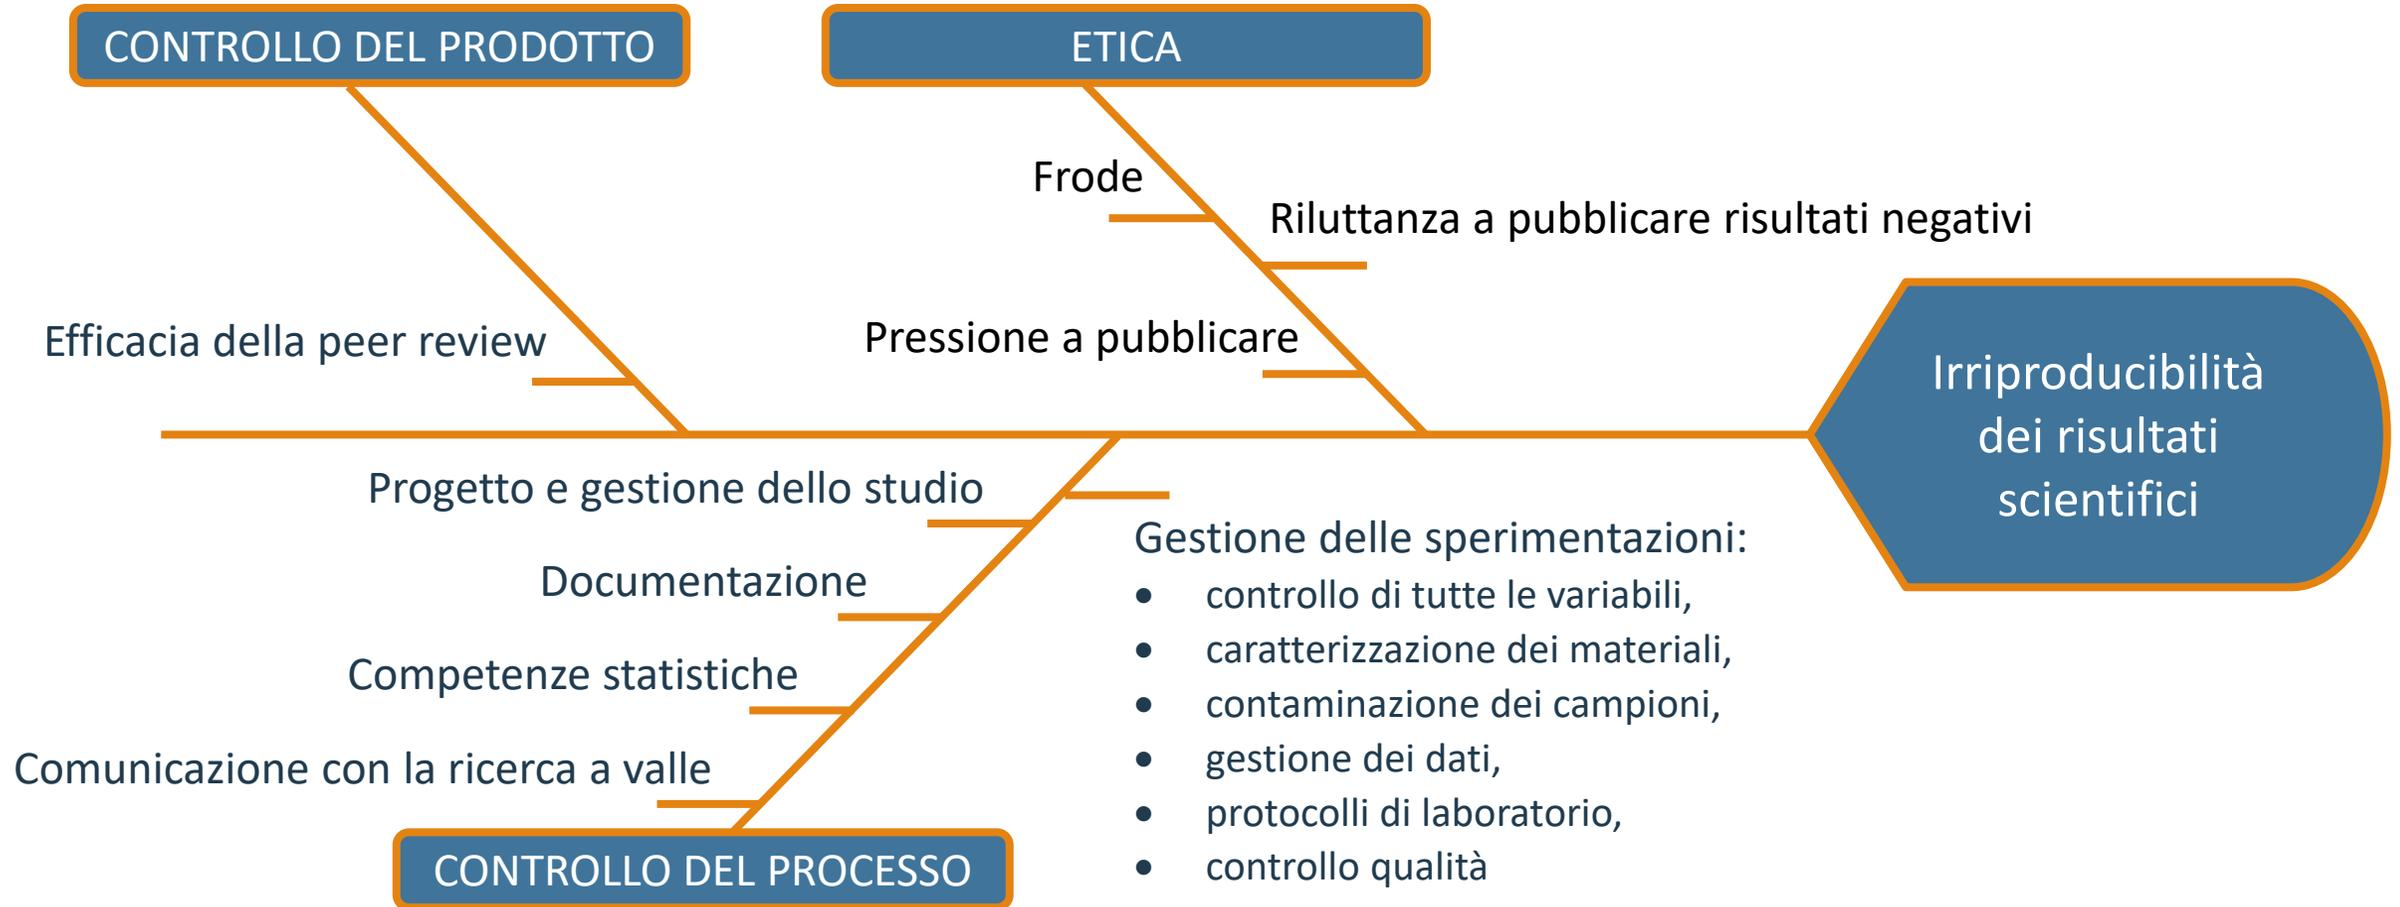 CONTROLLO DEL PRODOTTO
ETICA
Frode
Riluttanza a pubblicare risultati negativi
Efficacia della peer review
Pressione a pubblicare
Irriproducibilità
dei risultati
scientifici
Progetto e gestione dello studio
Documentazione
Competenze statistiche
Comunicazione con la ricerca a valle
Gestione delle sperimentazioni:
• controllo di tutte le variabili,
• caratterizzazione dei materiali,
• contaminazione dei campioni,
• gestione dei dati,
• protocolli di laboratorio,
• controllo qualità
CONTROLLO DEL PROCESSO